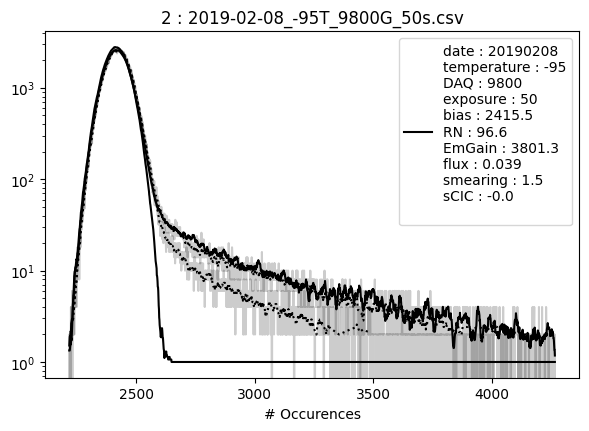 2 : 2019-02-08_-95T_9800G_50s.csv
date : 20190208
temperature : -95
DAQ : 9800
exposure : 50
bias : 2415.5
RN : 96.6
EmGain : 3801.3
flux : 0.039
smearing : 1.5
sCIC : -0.0
10³
10²
10¹
10⁰
2500 3000 3500 4000
# Occurences